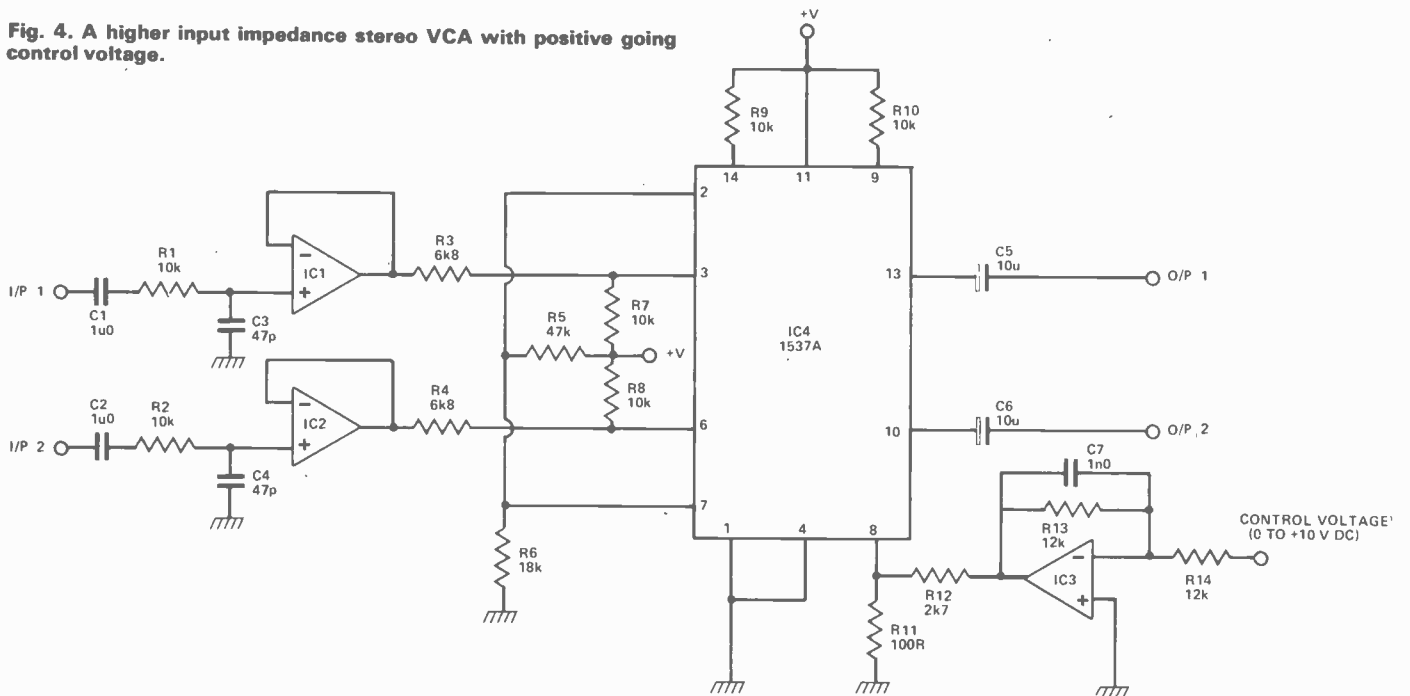 Fig. 4. A higher input impedance stereo VCA with positive going
control voltage.
+V
R9
10k
R10
10k
14
11
9
2
3
6
7
13
10
1
4
8
IC4
1537A
I/P 1
C1
1u0
R1
10k
C3
47p
IC1
−
+
R3
6k8
R5
47k
R7
10k
+V
R8
10k
I/P 2
C2
1u0
R2
10k
C4
47p
IC2
−
+
R4
6k8
R6
18k
C5
10u
O/P 1
C6
10u
O/P 2
C7
1n0
R13
12k
IC3
−
+
R14
12k
CONTROL VOLTAGE
(0 TO +10 V DC)
R12
2k7
R11
100R